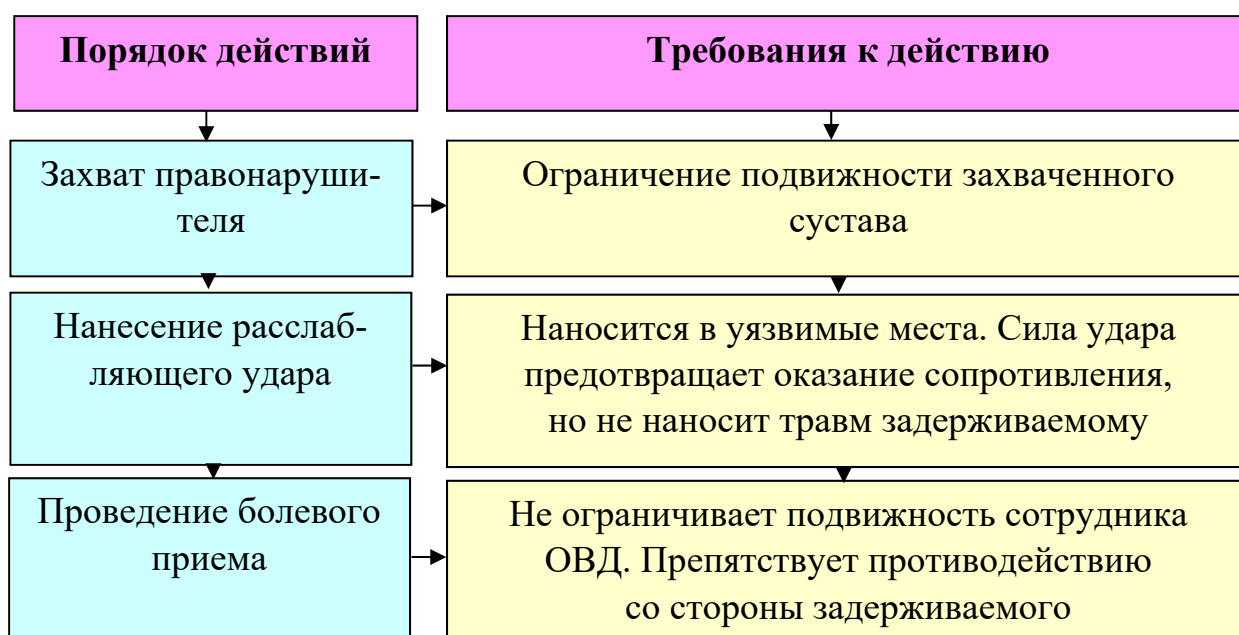 Порядок действий
Требования к действию
Захват правонаруши-
теля
Ограничение подвижности захваченного
сустава
Нанесение расслаб-
ляющего удара
Наносится в уязвимые места. Сила удара
предотвращает оказание сопротивления,
но не наносит травм задерживаемому
Проведение болевого
приема
Не ограничивает подвижность сотрудника
ОВД. Препятствует противодействию
со стороны задерживаемого